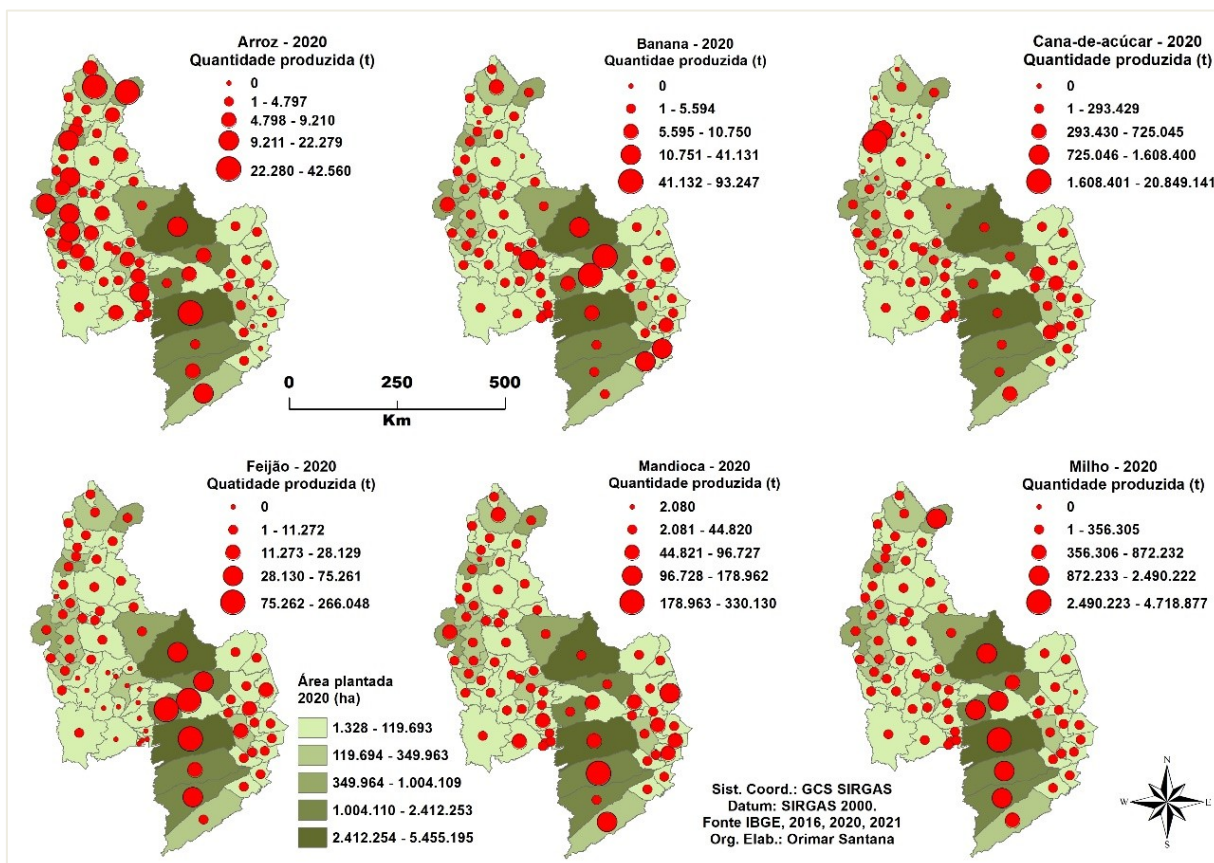 Arroz - 2020
Quantidade produzida (t)
0
1 - 4.797
4.798 - 9.210
9.211 - 22.279
22.280 - 42.560
Banana - 2020
Quantidae produzida (t)
0
1 - 5.594
5.595 - 10.750
10.751 - 41.131
41.132 - 93.247
Cana-de-acúcar - 2020
Quantidade produzida (t)
0
1 - 293.429
293.430 - 725.045
725.046 - 1.608.400
1.608.401 - 20.849.141
0 250 500
Km
Feijão - 2020
Quatidade produzida (t)
0
1 - 11.272
11.273 - 28.129
28.130 - 75.261
75.262 - 266.048
Mandioca - 2020
Quantidade produzida (t)
2.080
2.081 - 44.820
44.821 - 96.727
96.728 - 178.962
178.963 - 330.130
Milho - 2020
Quantidade produzida (t)
0
1 - 356.305
356.306 - 872.232
872.233 - 2.490.222
2.490.223 - 4.718.877
Área plantada
2020 (ha)
1.328 - 119.693
119.694 - 349.963
349.964 - 1.004.109
1.004.110 - 2.412.253
2.412.254 - 5.455.195
Sist. Coord.: GCS SIRGAS
Datum: SIRGAS 2000.
Fonte IBGE, 2016, 2020, 2021
Org. Elab.: Orimar Santana
N
W
S